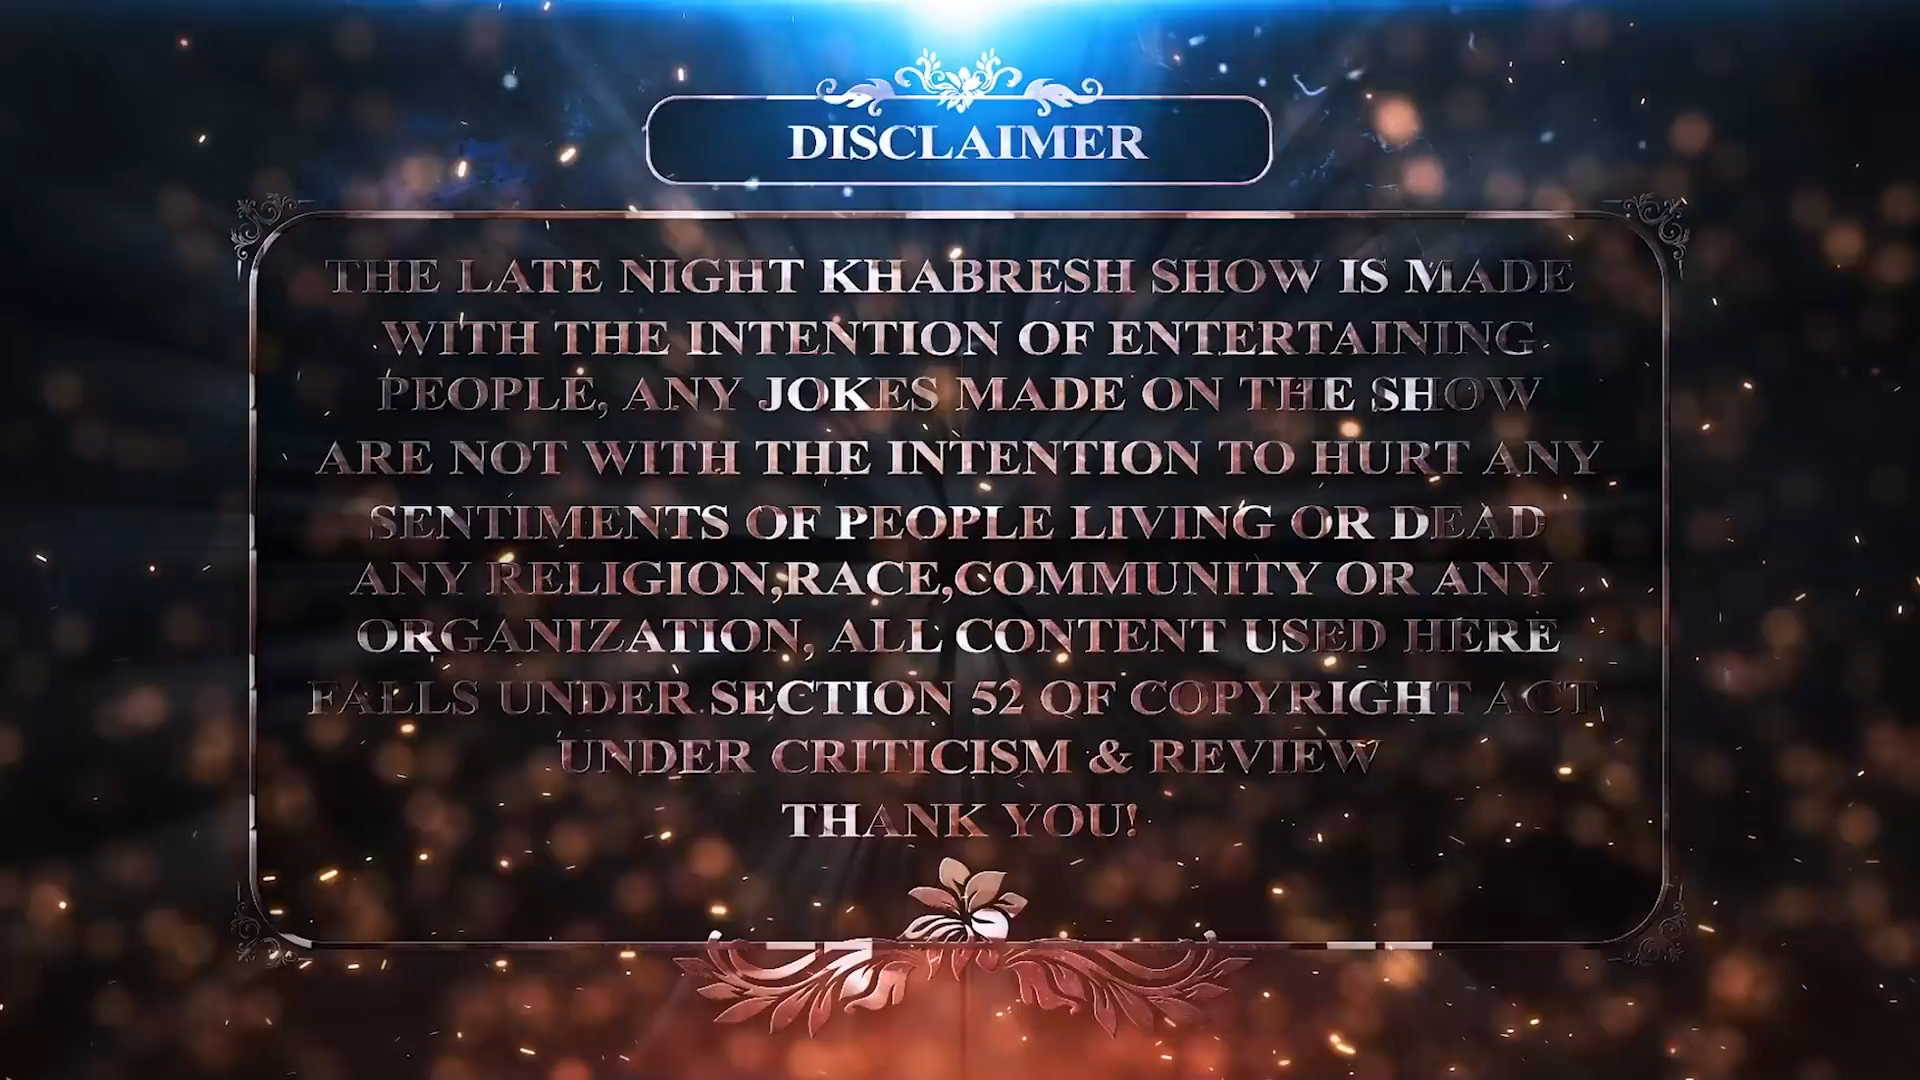 DISCLAIMER
THE LATE NIGHT KHABRESH SHOW IS MADE
WITH THE INTENTION OF ENTERTAINING
PEOPLE, ANY JOKES MADE ON THE SHOW
ARE NOT WITH THE INTENTION TO HURT ANY
SENTIMENTS OF PEOPLE LIVING OR DEAD
ANY RELIGION,RACE,COMMUNITY OR ANY
ORGANIZATION, ALL CONTENT USED HERE
FALLS UNDER SECTION 52 OF COPYRIGHT ACT
UNDER CRITICISM & REVIEW
THANK YOU!